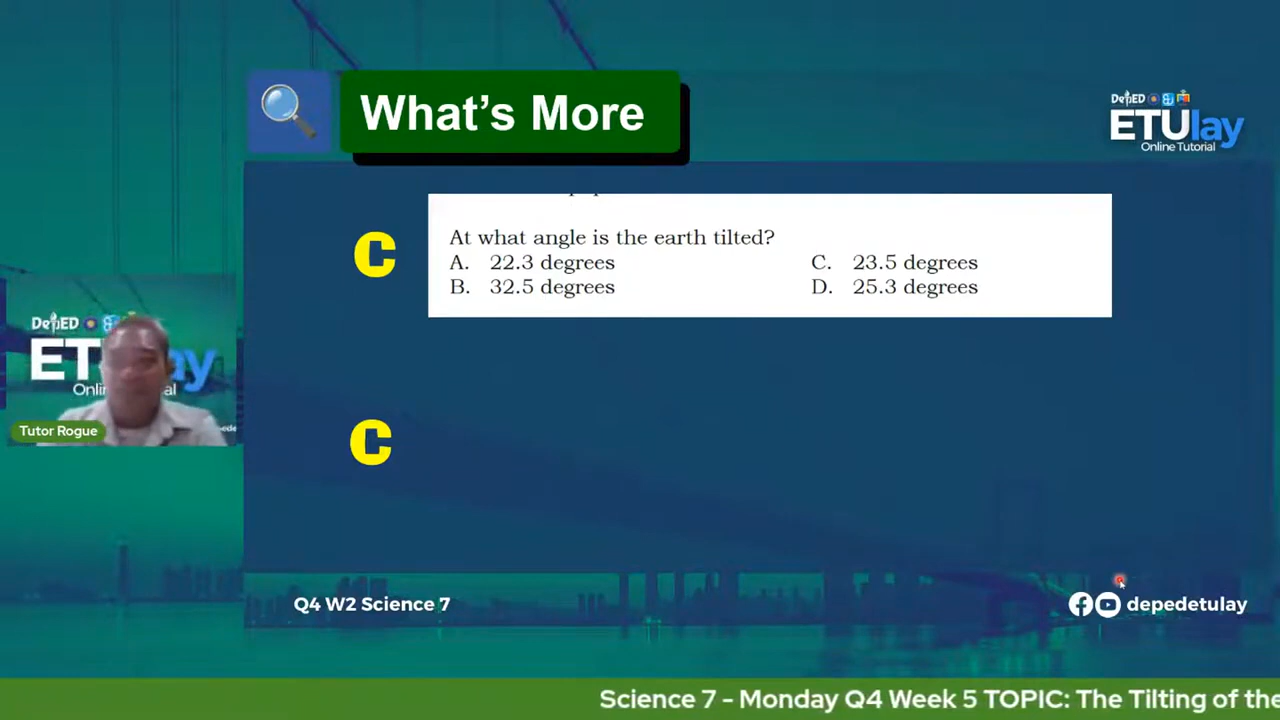 What's More
DepED
ETUlay
Online Tutorial
C
At what angle is the earth tilted?
A. 22.3 degrees
C. 23.5 degrees
B. 32.5 degrees
D. 25.3 degrees
DepED
Tutor Rogue
C
Q4 W2 Science 7
depedetulay
Science 7 - Monday Q4 Week 5 TOPIC: The Tilting of the